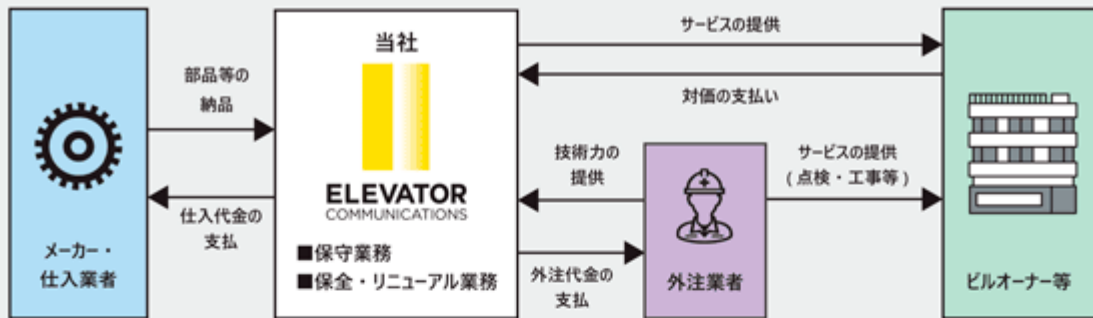 メーカー・
仕入業者
部品等の
納品
仕入代金の
支払
当社
ELEVATOR
COMMUNICATIONS
■保守業務
■保全・リニューアル業務
サービスの提供
対価の支払い
技術力の
提供
外注代金の
支払
外注業者
サービスの提供
(点検・工事等)
ビルオーナー等